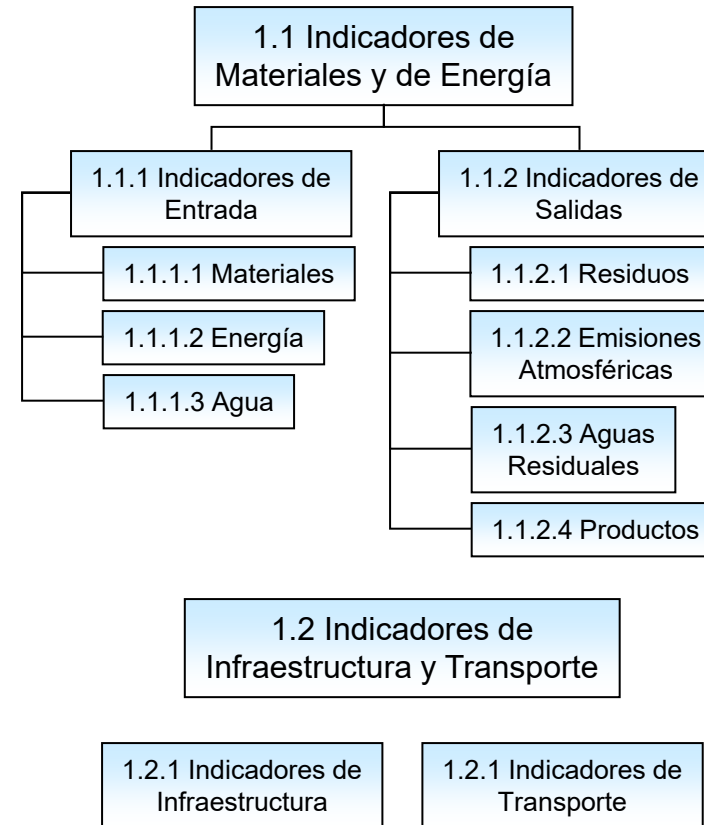 1.1 Indicadores de
Materiales y de Energía
1.1.1 Indicadores de
Entrada
1.1.1.1 Materiales
1.1.1.2 Energía
1.1.1.3 Agua
1.1.2 Indicadores de
Salidas
1.1.2.1 Residuos
1.1.2.2 Emisiones
Atmosféricas
1.1.2.3 Aguas
Residuales
1.1.2.4 Productos
1.2 Indicadores de
Infraestructura y Transporte
1.2.1 Indicadores de
Infraestructura
1.2.1 Indicadores de
Transporte